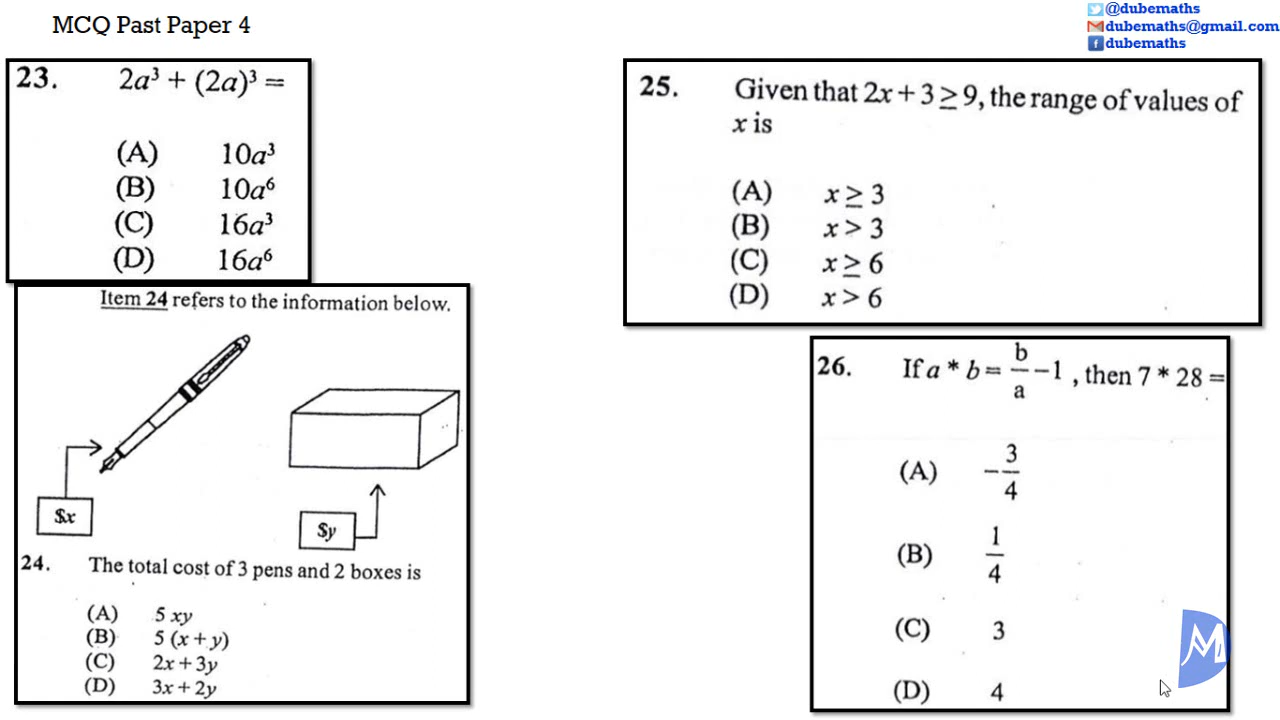 MCQ Past Paper 4
@dubemaths
dubemaths@gmail.com
dubemaths
23. 2a³ + (2a)³ =
(A) 10a³
(B) 10a⁶
(C) 16a³
(D) 16a⁶
Item 24 refers to the information below.
$x
$y
24. The total cost of 3 pens and 2 boxes is
(A) 5 xy
(B) 5 (x + y)
(C) 2x + 3y
(D) 3x + 2y
25. Given that 2x + 3 ≥ 9, the range of values of
x is
(A) x ≥ 3
(B) x > 3
(C) x ≥ 6
(D) x > 6
26. If a * b = b/a − 1 , then 7 * 28 =
(A) −3/4
(B) 1/4
(C) 3
(D) 4
M